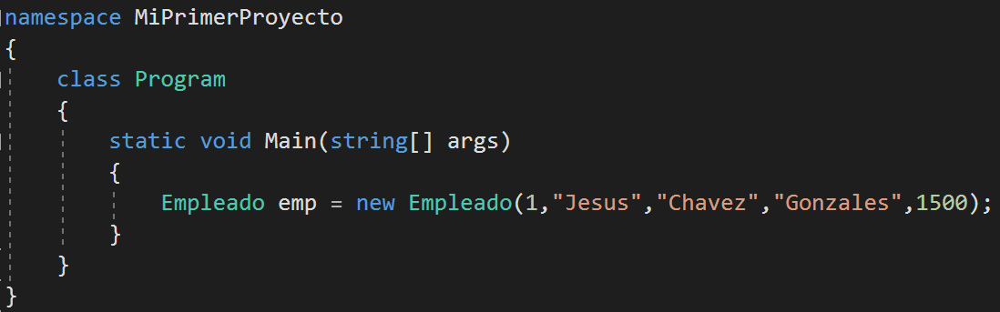 namespace MiPrimerProyecto
{
    class Program
    {
        static void Main(string[] args)
        {
            Empleado emp = new Empleado(1,"Jesus","Chavez","Gonzales",1500);
        }
    }
}